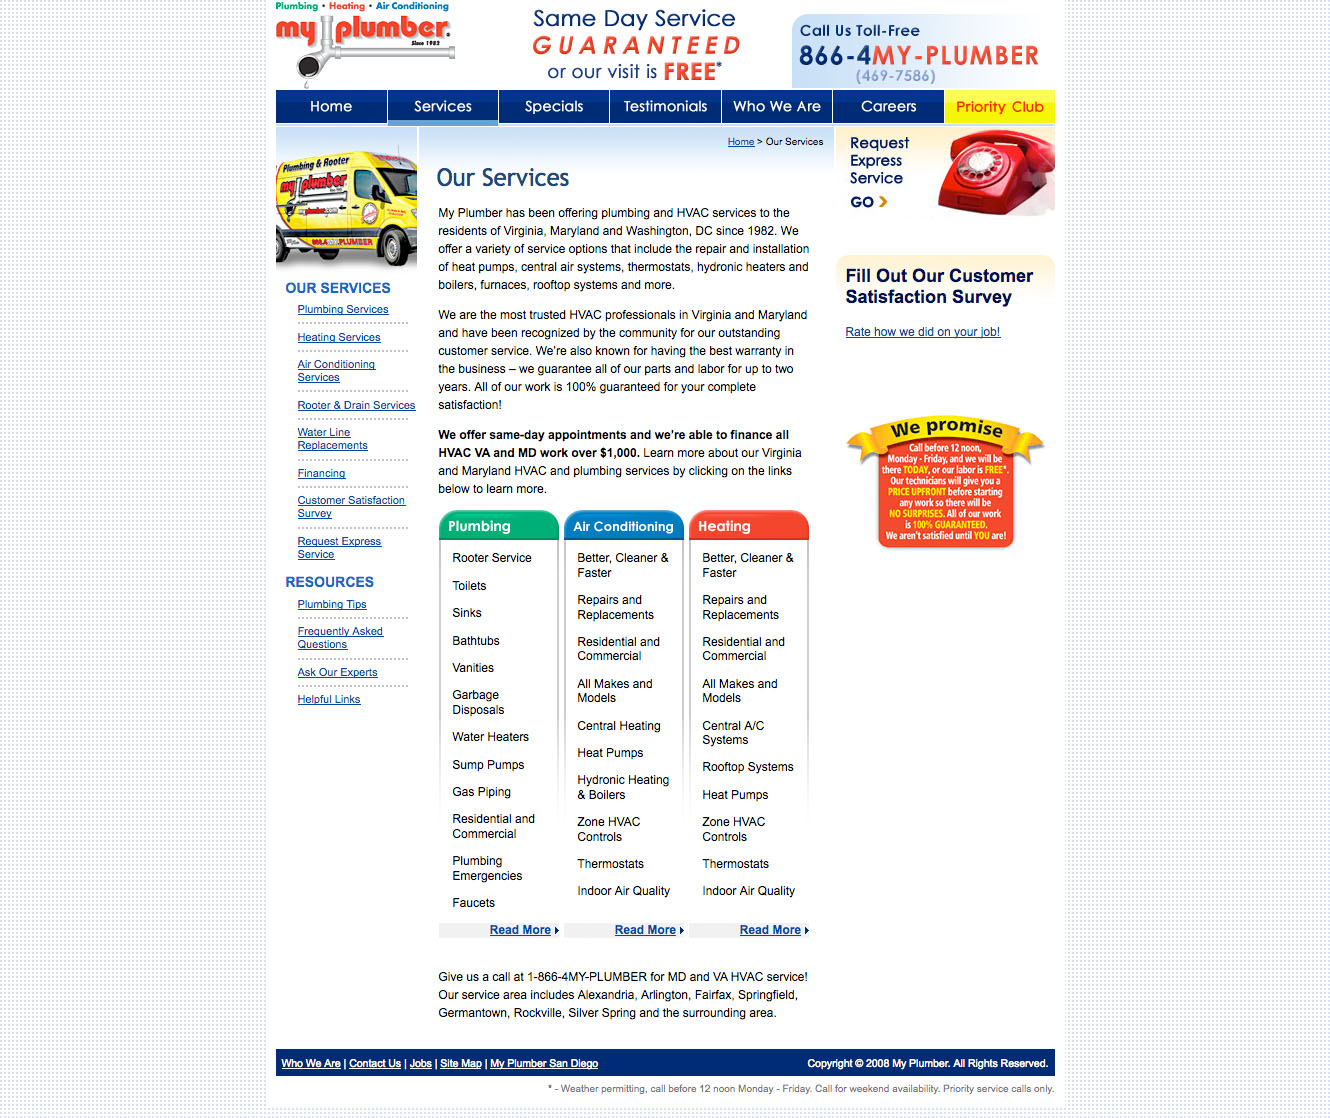 Plumbing • Heating • Air Conditioning
my plumber®
Since 1982
Same Day Service
GUARANTEED
or our visit is FREE*
Call Us Toll-Free
866-4MY-PLUMBER
(469-7586)
Home
Services
Specials
Testimonials
Who We Are
Careers
Priority Club
Plumbing & Rooter
my plumber
866.4MY.PLUMBER
OUR SERVICES
Plumbing Services
Heating Services
Air Conditioning
Services
Rooter & Drain Services
Water Line
Replacements
Financing
Customer Satisfaction
Survey
Request Express
Service
RESOURCES
Plumbing Tips
Frequently Asked
Questions
Ask Our Experts
Helpful Links
Home > Our Services
Our Services
My Plumber has been offering plumbing and HVAC services to the
residents of Virginia, Maryland and Washington, DC since 1982. We
offer a variety of service options that include the repair and installation
of heat pumps, central air systems, thermostats, hydronic heaters and
boilers, furnaces, rooftop systems and more.
We are the most trusted HVAC professionals in Virginia and Maryland
and have been recognized by the community for our outstanding
customer service. We're also known for having the best warranty in
the business – we guarantee all of our parts and labor for up to two
years. All of our work is 100% guaranteed for your complete
satisfaction!
We offer same-day appointments and we're able to finance all
HVAC VA and MD work over $1,000. Learn more about our Virginia
and Maryland HVAC and plumbing services by clicking on the links
below to learn more.
Plumbing
Rooter Service
Toilets
Sinks
Bathtubs
Vanities
Garbage
Disposals
Water Heaters
Sump Pumps
Gas Piping
Residential and
Commercial
Plumbing
Emergencies
Faucets
Read More
Air Conditioning
Better, Cleaner &
Faster
Repairs and
Replacements
Residential and
Commercial
All Makes and
Models
Central Heating
Heat Pumps
Hydronic Heating
& Boilers
Zone HVAC
Controls
Thermostats
Indoor Air Quality
Read More
Heating
Better, Cleaner &
Faster
Repairs and
Replacements
Residential and
Commercial
All Makes and
Models
Central A/C
Systems
Rooftop Systems
Heat Pumps
Zone HVAC
Controls
Thermostats
Indoor Air Quality
Read More
Give us a call at 1-866-4MY-PLUMBER for MD and VA HVAC service!
Our service area includes Alexandria, Arlington, Fairfax, Springfield,
Germantown, Rockville, Silver Spring and the surrounding area.
Request
Express
Service
GO >
Fill Out Our Customer
Satisfaction Survey
Rate how we did on your job!
We promise
Call before 12 noon,
Monday - Friday, and we will be
there TODAY, or our labor is FREE*.
Our technicians will give you a
PRICE UPFRONT before starting
any work so there will be
NO SURPRISES. All of our work
is 100% GUARANTEED.
We aren't satisfied until YOU are!
Who We Are | Contact Us | Jobs | Site Map | My Plumber San Diego
Copyright © 2008 My Plumber. All Rights Reserved.
* - Weather permitting, call before 12 noon Monday - Friday. Call for weekend availability. Priority service calls only.